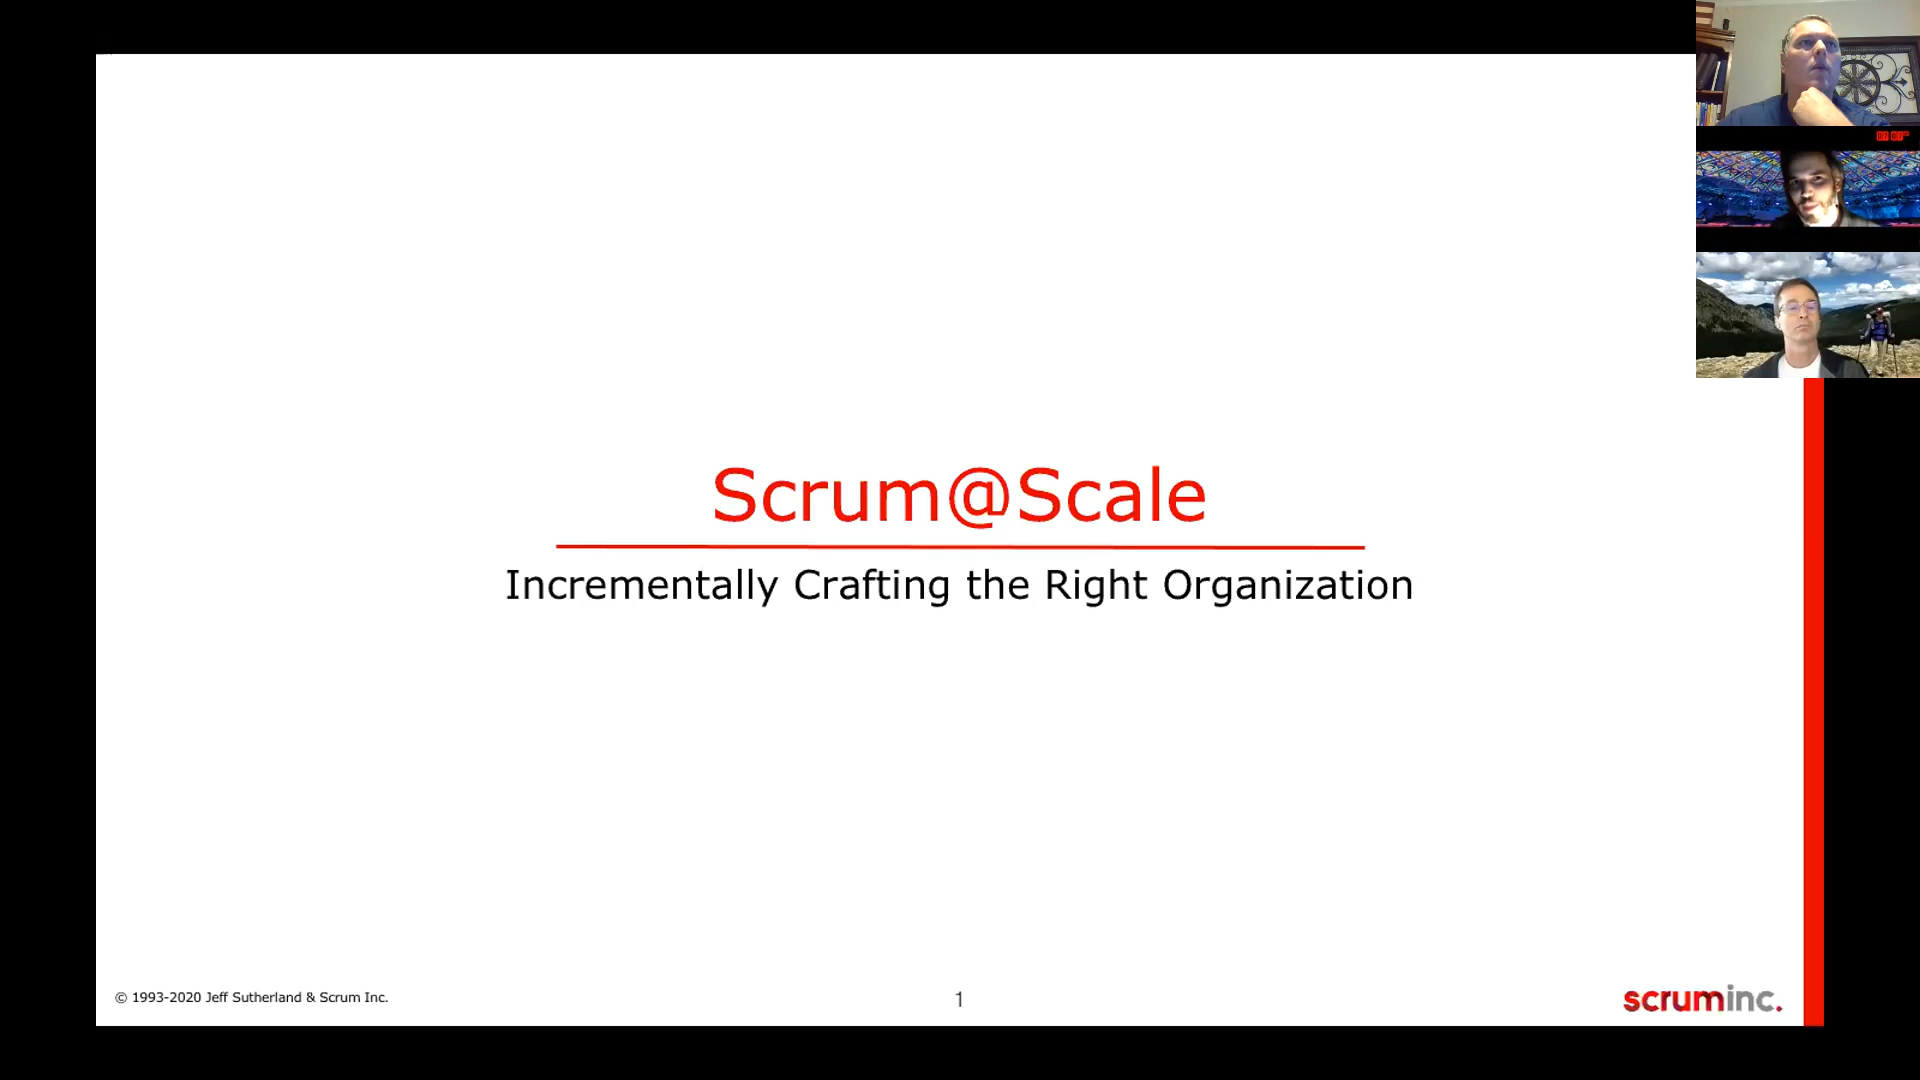 Scrum@Scale
Incrementally Crafting the Right Organization
© 1993-2020 Jeff Sutherland & Scrum Inc.
1
scruminc.